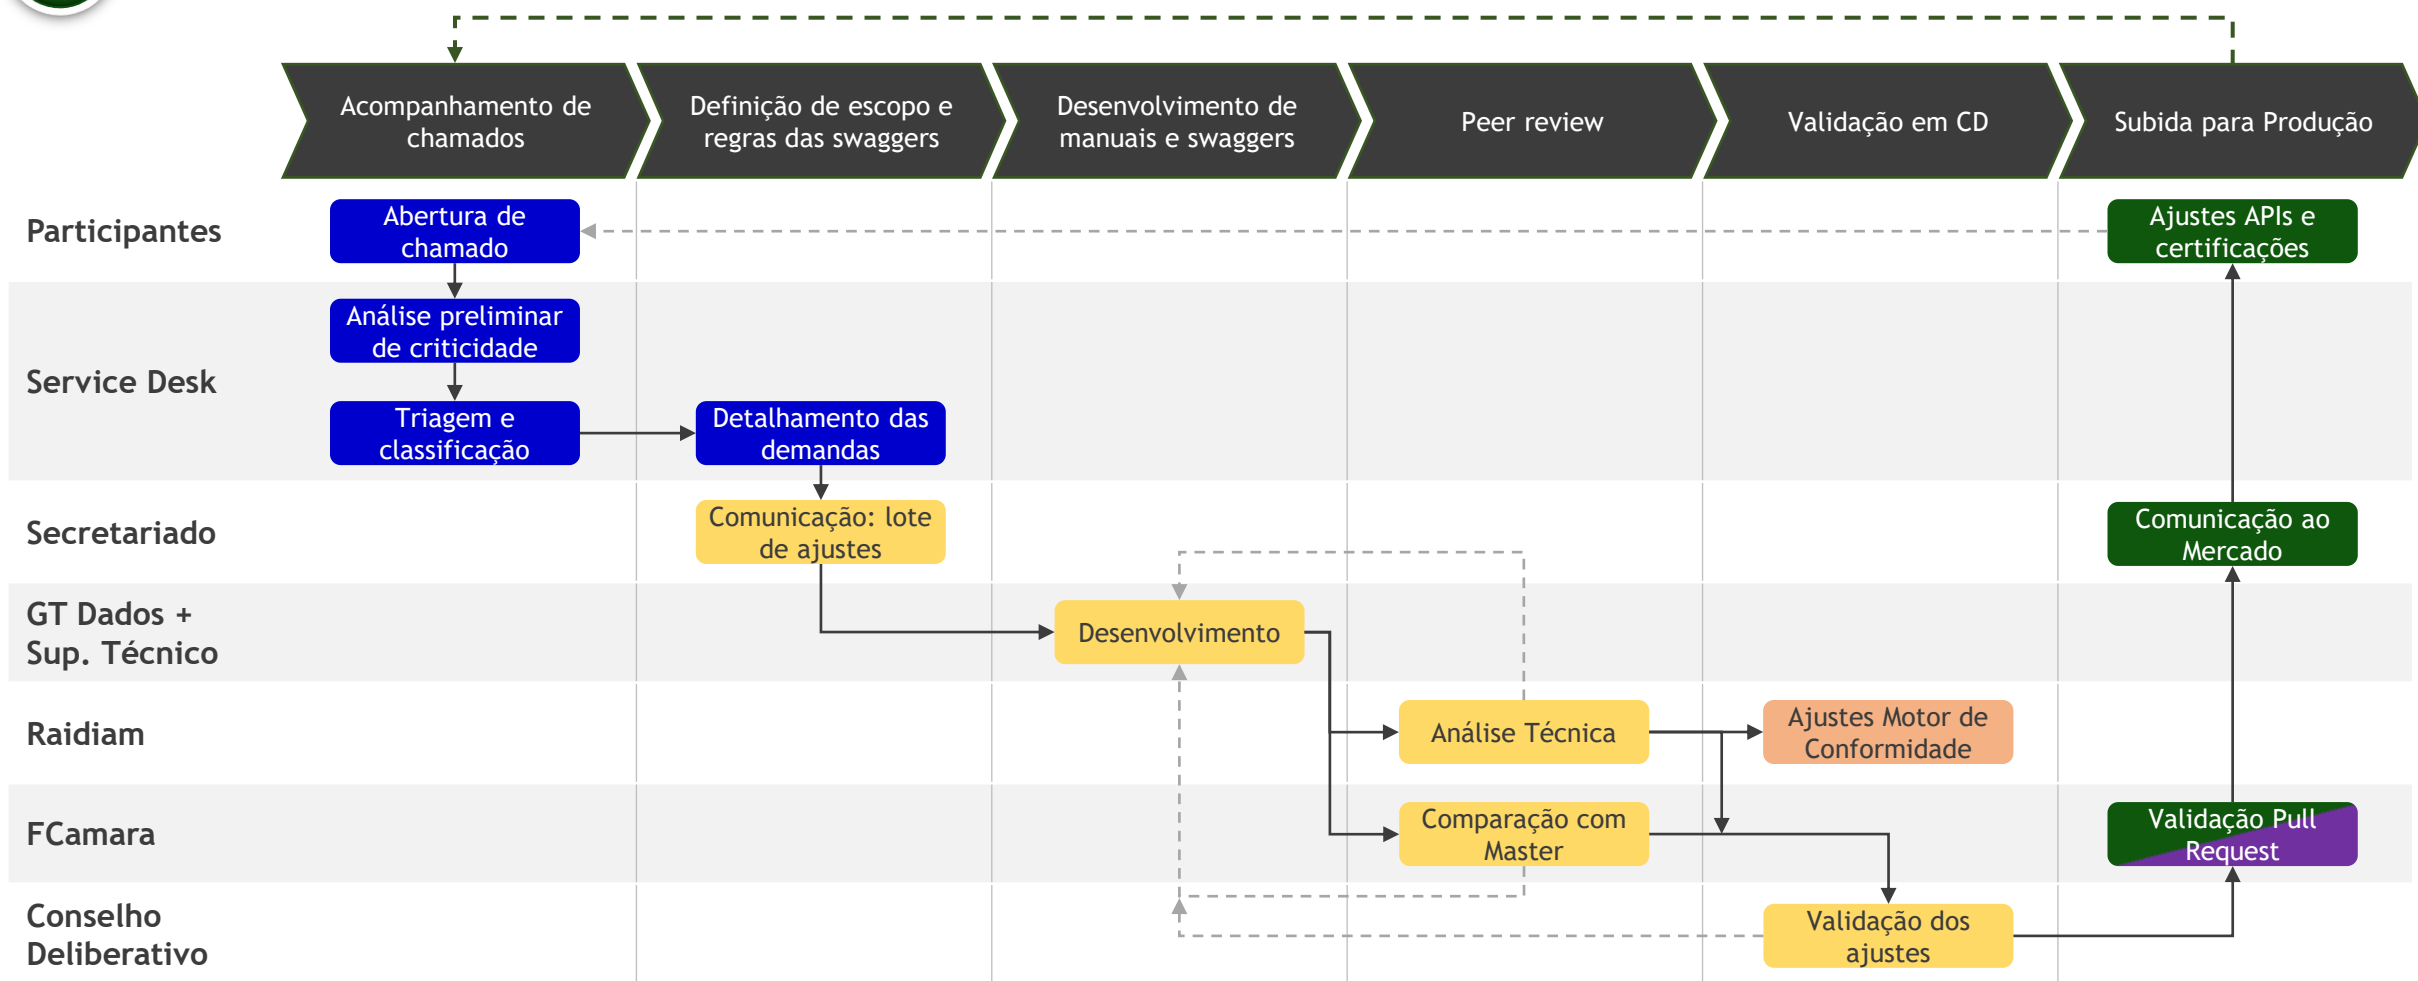 Acompanhamento de
chamados
Definição de escopo e
regras das swaggers
Desenvolvimento de
manuais e swaggers
Peer review
Validação em CD
Subida para Produção
Participantes
Abertura de
chamado
Ajustes APIs e
certificações
Service Desk
Análise preliminar
de criticidade
Triagem e
classificação
Detalhamento das
demandas
Secretariado
Comunicação: lote
de ajustes
Comunicação ao
Mercado
GT Dados +
Sup. Técnico
Desenvolvimento
Raidiam
Análise Técnica
Ajustes Motor de
Conformidade
FCamara
Comparação com
Master
Validação Pull
Request
Conselho
Deliberativo
Validação dos
ajustes